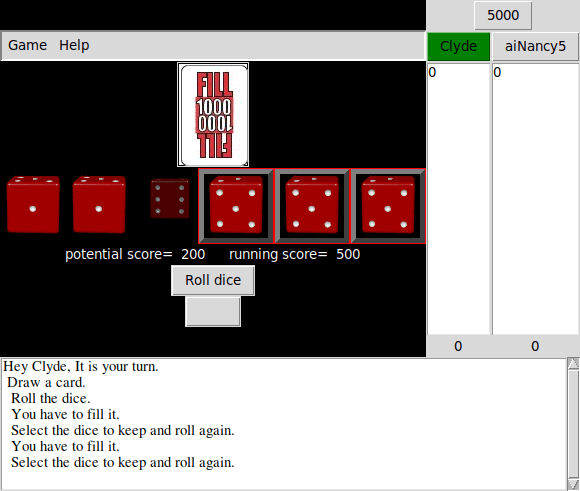 5000
Game Help
Clyde aiNancy5
0 0
FILL
1000
1000
FILL
potential score= 200 running score= 500
Roll dice
0 0
Hey Clyde, It is your turn.
Draw a card.
Roll the dice.
You have to fill it.
Select the dice to keep and roll again.
You have to fill it.
Select the dice to keep and roll again.